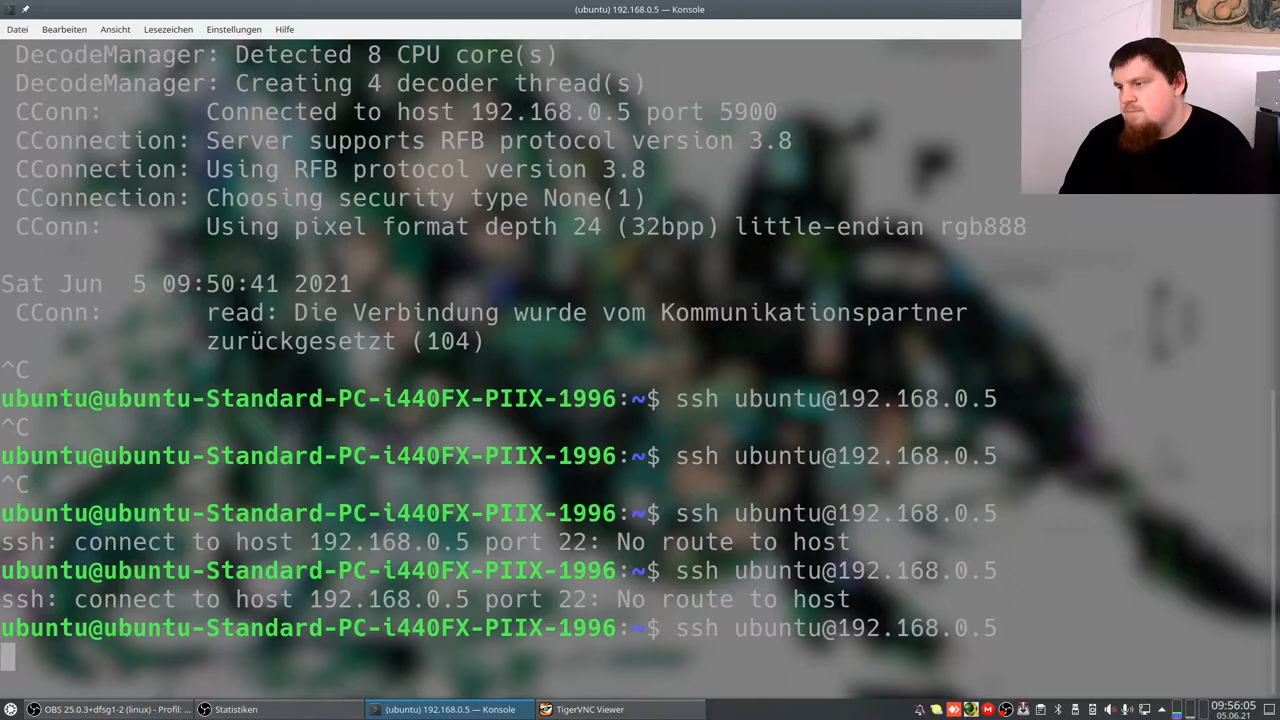 (ubuntu) 192.168.0.5 — Konsole
Datei Bearbeiten Ansicht Lesezeichen Einstellungen Hilfe
DecodeManager: Detected 8 CPU core(s)
DecodeManager: Creating 4 decoder thread(s)
CConn: Connected to host 192.168.0.5 port 5900
CConnection: Server supports RFB protocol version 3.8
CConnection: Using RFB protocol version 3.8
CConnection: Choosing security type None(1)
CConn: Using pixel format depth 24 (32bpp) little-endian rgb888
Sat Jun 5 09:50:41 2021
CConn: read: Die Verbindung wurde vom Kommunikationspartner
zurückgesetzt (104)
^C
ubuntu@ubuntu-Standard-PC-i440FX-PIIX-1996:~$ ssh ubuntu@192.168.0.5
^C
ubuntu@ubuntu-Standard-PC-i440FX-PIIX-1996:~$ ssh ubuntu@192.168.0.5
^C
ubuntu@ubuntu-Standard-PC-i440FX-PIIX-1996:~$ ssh ubuntu@192.168.0.5
ssh: connect to host 192.168.0.5 port 22: No route to host
ubuntu@ubuntu-Standard-PC-i440FX-PIIX-1996:~$ ssh ubuntu@192.168.0.5
ssh: connect to host 192.168.0.5 port 22: No route to host
ubuntu@ubuntu-Standard-PC-i440FX-PIIX-1996:~$ ssh ubuntu@192.168.0.5
OBS 25.0.3+dfsg1-2 (linux) - Profil: ... Statistiken (ubuntu) 192.168.0.5 — Konsole TigerVNC Viewer 09:56:05
05.06.21